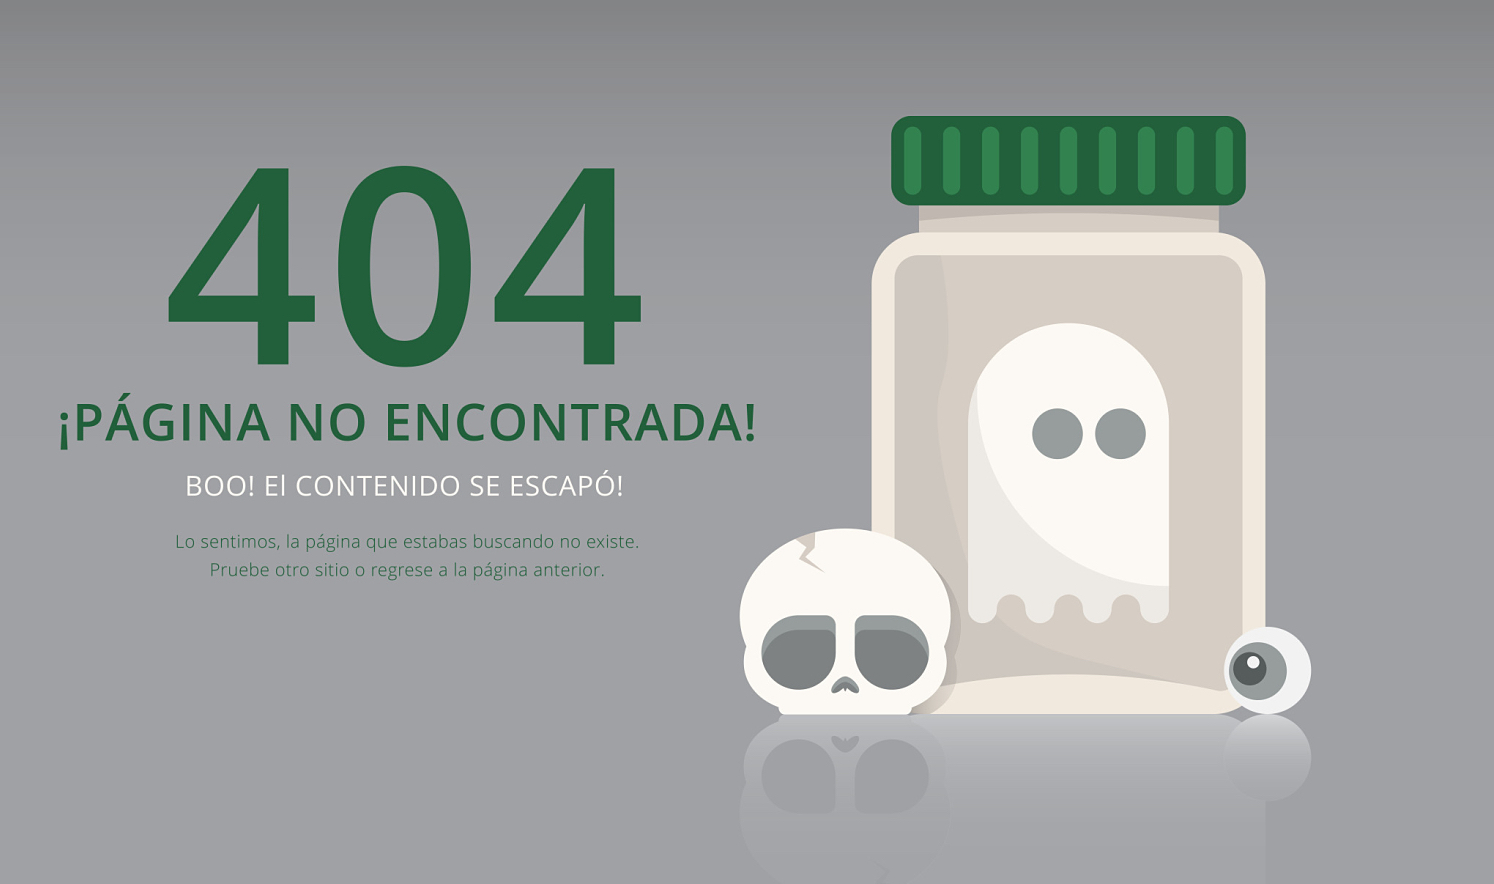 404
¡PÁGINA NO ENCONTRADA!
BOO! El CONTENIDO SE ESCAPÓ!
Lo sentimos, la página que estabas buscando no existe.
Pruebe otro sitio o regrese a la página anterior.